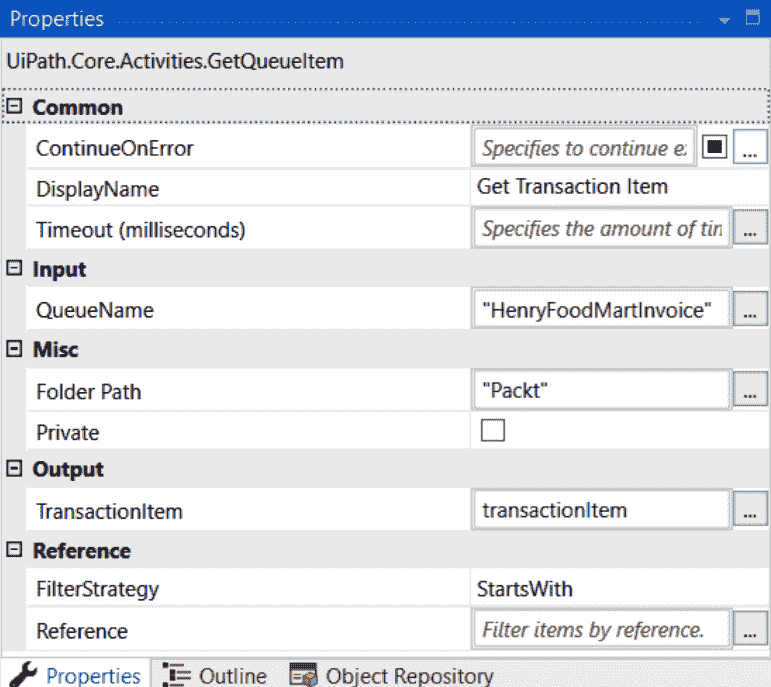 Properties
UiPath.Core.Activities.GetQueueItem
Common
ContinueOnError Specifies to continue e ...
DisplayName Get Transaction Item
Timeout (milliseconds) Specifies the amount of tin ...
Input
QueueName "HenryFoodMartInvoice" ...
Misc
Folder Path "Packt" ...
Private
Output
TransactionItem transactionItem ...
Reference
FilterStrategy StartsWith
Reference Filter items by reference. ...
Properties Outline Object Repository